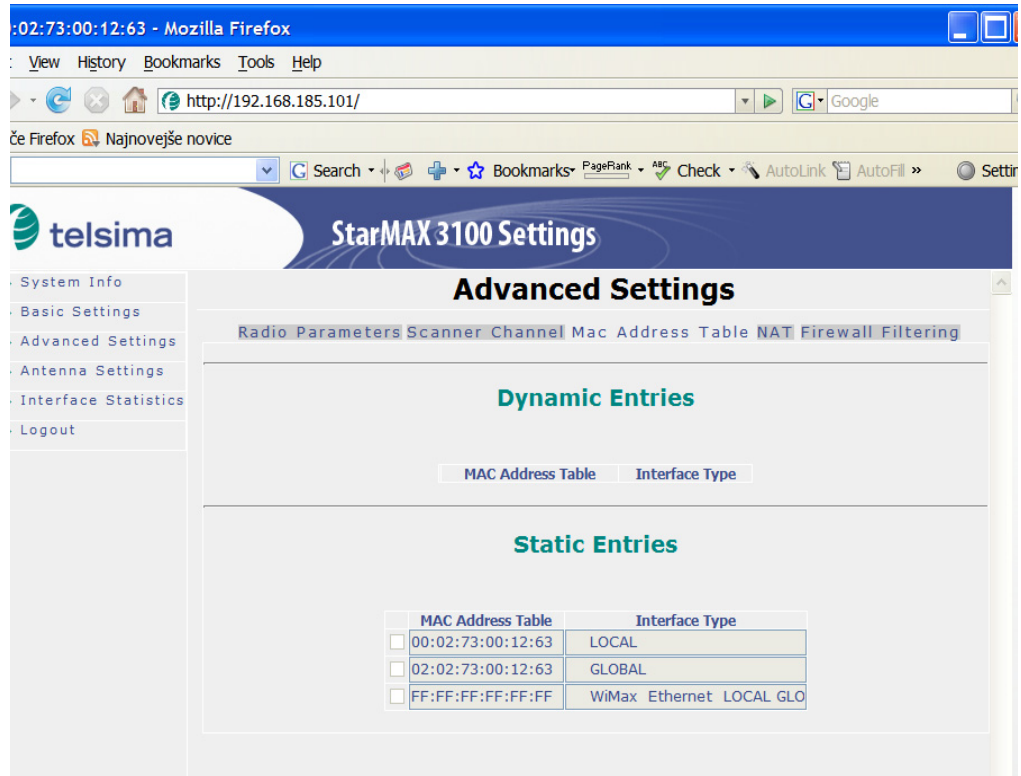 :02:73:00:12:63 - Mozilla Firefox
View History Bookmarks Tools Help
http://192.168.185.101/
G Google
če Firefox Najnovejše novice
G Search Bookmarks PageRank ABC Check AutoLink AutoFill »
telsima
StarMAX 3100 Settings
System Info
Basic Settings
Advanced Settings
Antenna Settings
Interface Statistics
Logout
Advanced Settings
Radio Parameters Scanner Channel Mac Address Table NAT Firewall Filtering
Dynamic Entries
MAC Address Table Interface Type
Static Entries
MAC Address Table Interface Type
00:02:73:00:12:63 LOCAL
02:02:73:00:12:63 GLOBAL
FF:FF:FF:FF:FF:FF WiMax Ethernet LOCAL GLO